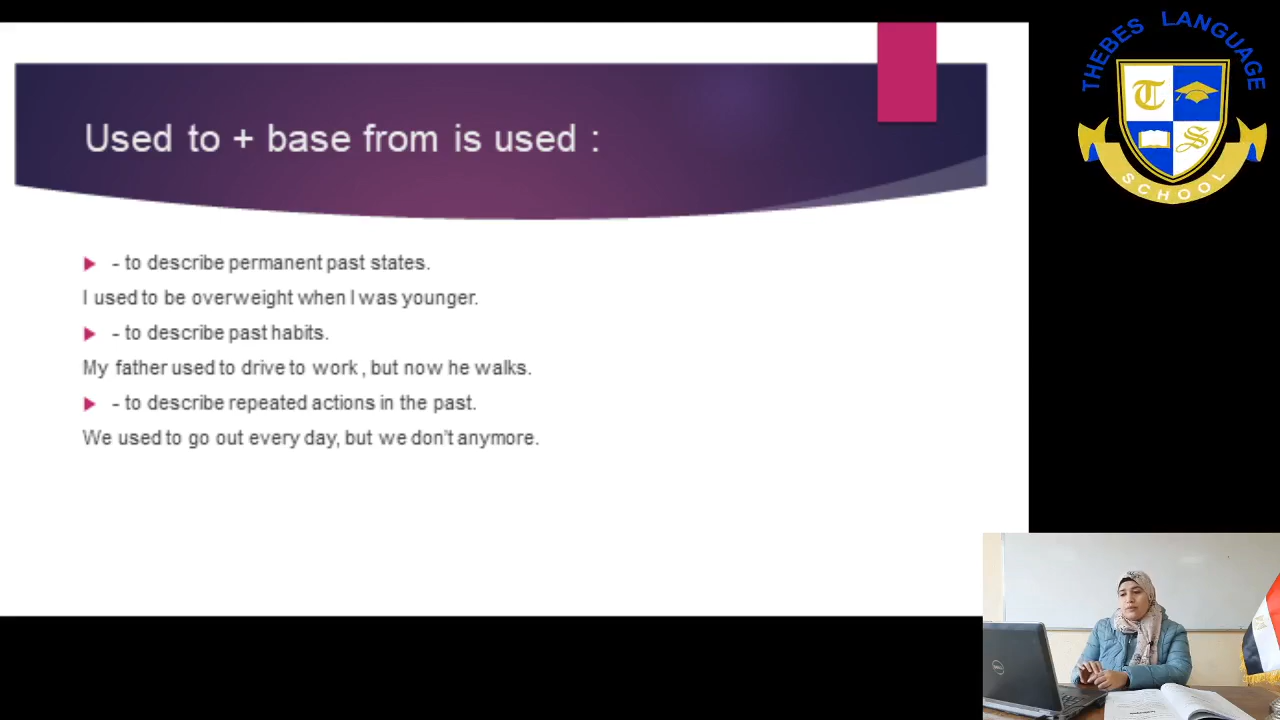 THEBES LANGUAGE
T
S
SCHOOL
Used to + base from is used :
- to describe permanent past states.
I used to be overweight when I was younger.
- to describe past habits.
My father used to drive to work , but now he walks.
- to describe repeated actions in the past.
We used to go out every day, but we don't anymore.
DELL